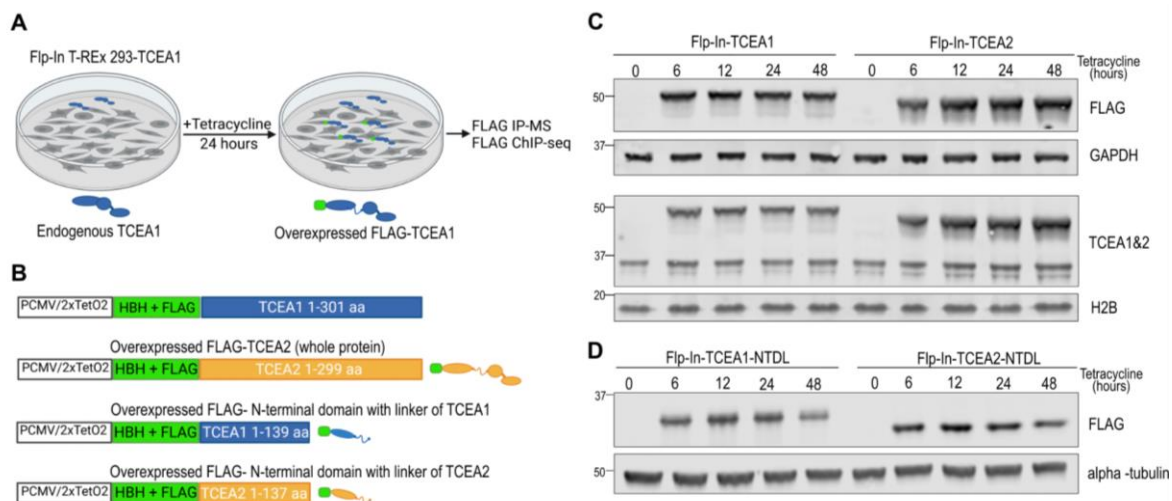 A
Flp-In T-REx 293-TCEA1
+Tetracycline
24 hours
FLAG IP-MS
FLAG ChIP-seq
Endogenous TCEA1
Overexpressed FLAG-TCEA1
B
PCMV/2xTetO2 HBH + FLAG TCEA1 1-301 aa
Overexpressed FLAG-TCEA2 (whole protein)
PCMV/2xTetO2 HBH + FLAG TCEA2 1-299 aa
Overexpressed FLAG- N-terminal domain with linker of TCEA1
PCMV/2xTetO2 HBH + FLAG TCEA1 1-139 aa
Overexpressed FLAG- N-terminal domain with linker of TCEA2
PCMV/2xTetO2 HBH + FLAG TCEA2 1-137 aa
C
Flp-In-TCEA1 Flp-In-TCEA2
0 6 12 24 48 0 6 12 24 48 Tetracycline
(hours)
50 FLAG
37 GAPDH
50
TCEA1&2
37
20 H2B
D
Flp-In-TCEA1-NTDL Flp-In-TCEA2-NTDL
0 6 12 24 48 0 6 12 24 48 Tetracycline
(hours)
37
FLAG
50 alpha -tubulin